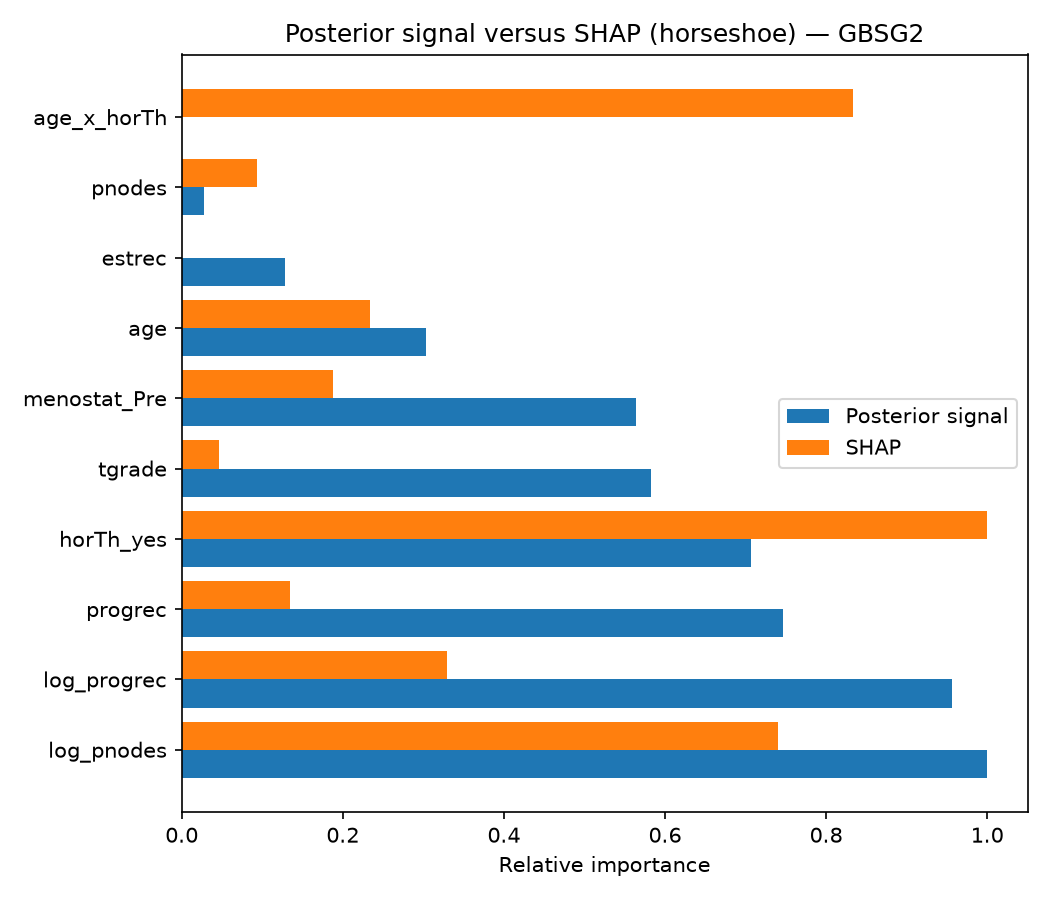 Posterior signal versus SHAP (horseshoe) — GBSG2
age_x_horTh
pnodes
estrec
age
menostat_Pre
tgrade
horTh_yes
progrec
log_progrec
log_pnodes
Posterior signal
SHAP
0.0 0.2 0.4 0.6 0.8 1.0
Relative importance